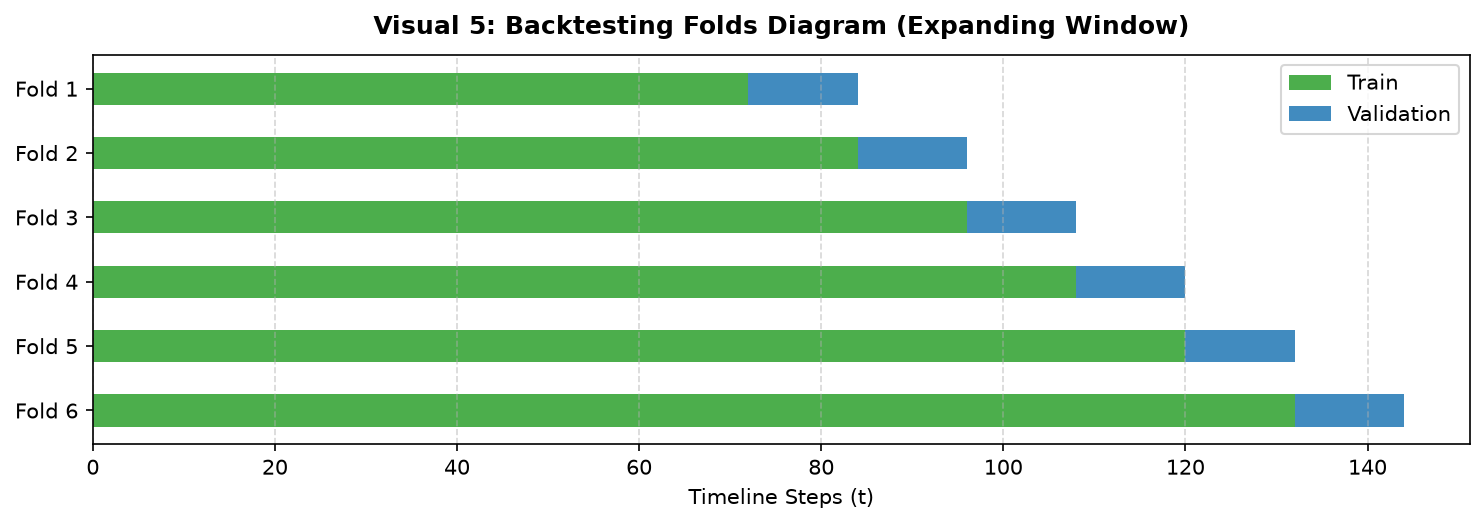 Visual 5: Backtesting Folds Diagram (Expanding Window)
Fold 1
Fold 2
Fold 3
Fold 4
Fold 5
Fold 6
Train
Validation
0 20 40 60 80 100 120 140
Timeline Steps (t)